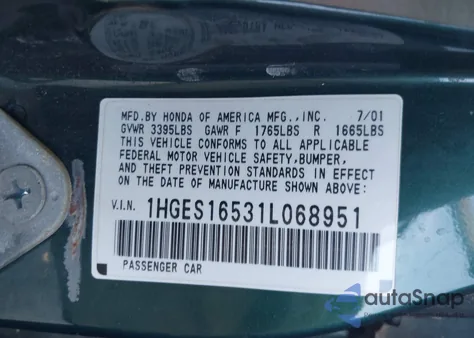 MFD.BY HONDA OF AMERICA MFG.,INC. 7/01
GVWR 3395LBS GAWR F 1765LBS R 1665LBS
THIS VEHICLE CONFORMS TO ALL APPLICABLE
FEDERAL MOTOR VEHICLE SAFETY,BUMPER,
AND THEFT PREVENTION STANDARDS IN EFFECT
ON THE DATE OF MANUFACTURE SHOWN ABOVE:
V.I.N. 1HGES16531L068951
PASSENGER CAR
autoSnap